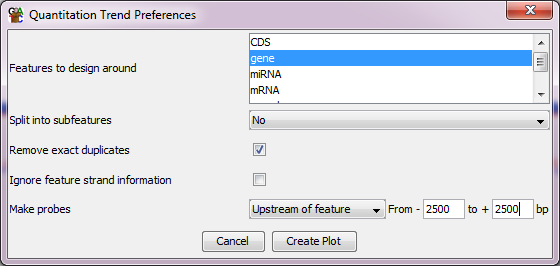 Quantitation Trend Preferences
Features to design around
CDS
gene
miRNA
mRNA
Split into subfeatures No
Remove exact duplicates
Ignore feature strand information
Make probes Upstream of feature From - 2500 to + 2500 bp
Cancel Create Plot